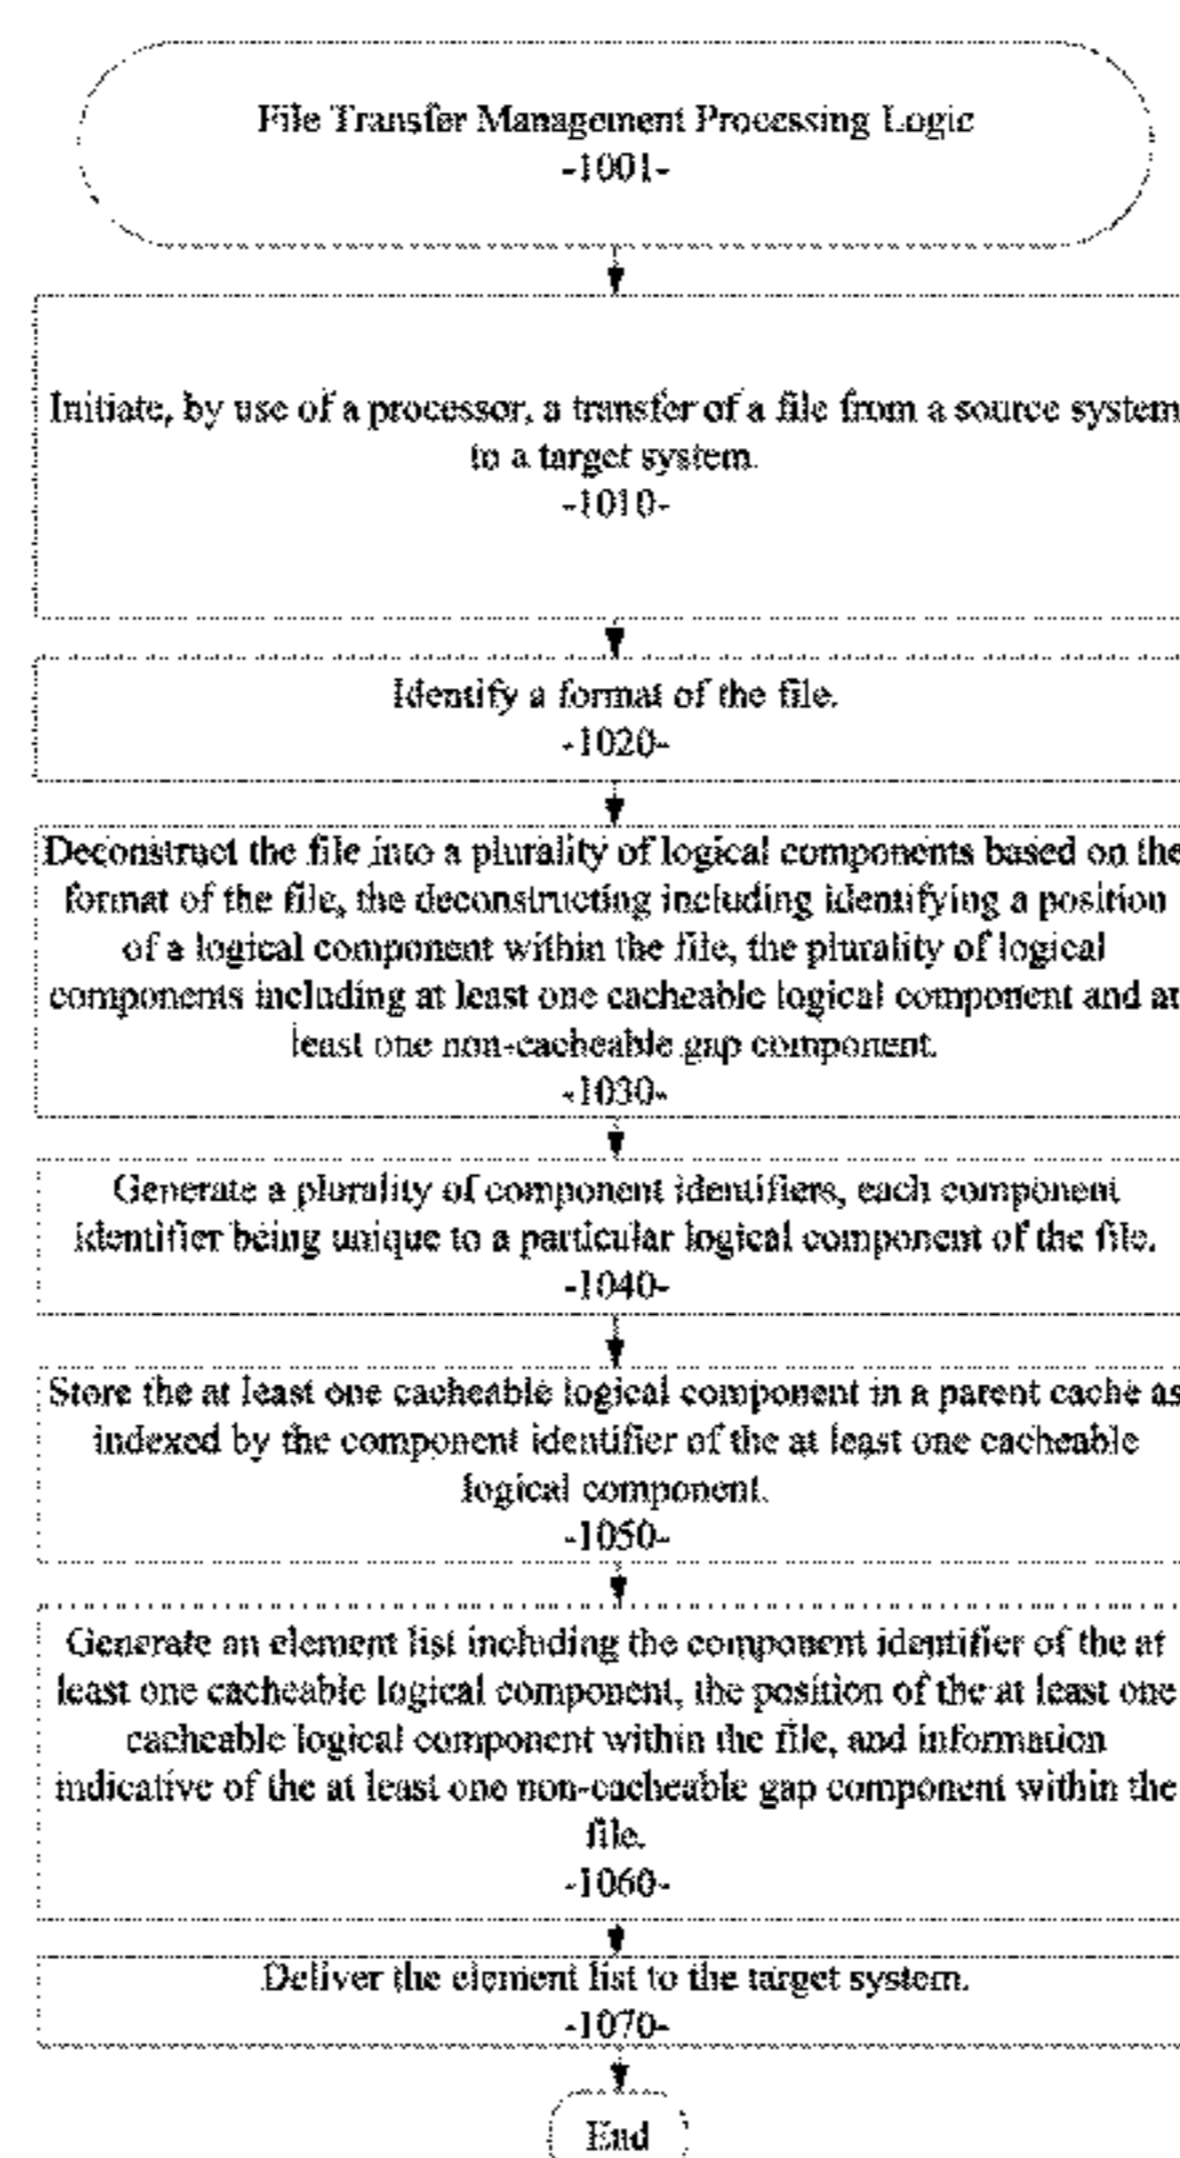 File Transfer Management Processing Logic
-1001-
Initiate, by use of a processor, a transfer of a file from a source system
to a target system.
-1010-
Identify a format of the file.
-1020-
Deconstruct the file into a plurality of logical components based on the
format of the file, the deconstructing including identifying a position
of a logical component within the file, the plurality of logical
components including at least one cacheable logical component and at
least one non-cacheable gap component.
-1030-
Generate a plurality of component identifiers, each component
identifier being unique to a particular logical component of the file.
-1040-
Store the at least one cacheable logical component in a parent cache as
indexed by the component identifier of the at least one cacheable
logical component.
-1050-
Generate an element list including the component identifier of the at
least one cacheable logical component, the position of the at least one
cacheable logical component within the file, and information
indicative of the at least one non-cacheable gap component within the
file.
-1060-
Deliver the element list to the target system.
-1070-
End